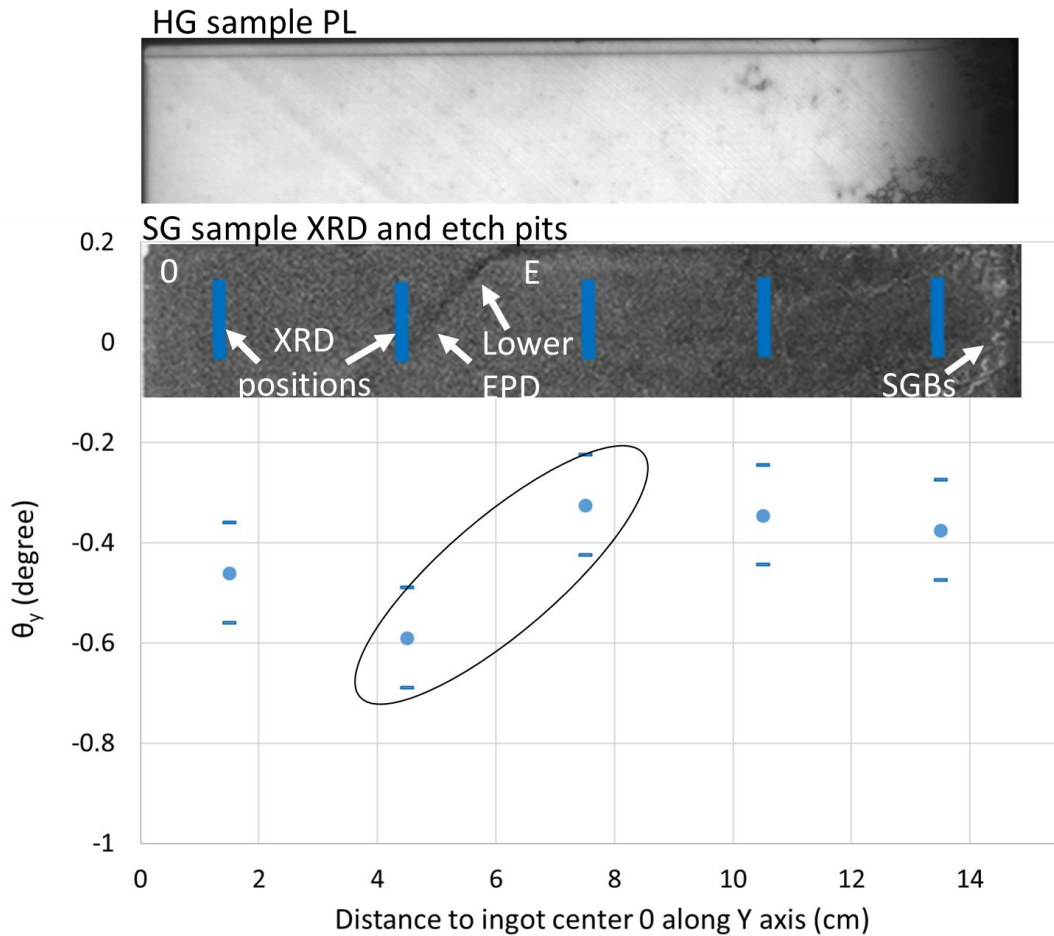 HG sample PL
SG sample XRD and etch pits
0.2
0
E
XRD
positions
Lower
EPD
SGBs
0
-0.2
-0.4
-0.6
-0.8
-1
θy (degree)
0 2 4 6 8 10 12 14
Distance to ingot center 0 along Y axis (cm)